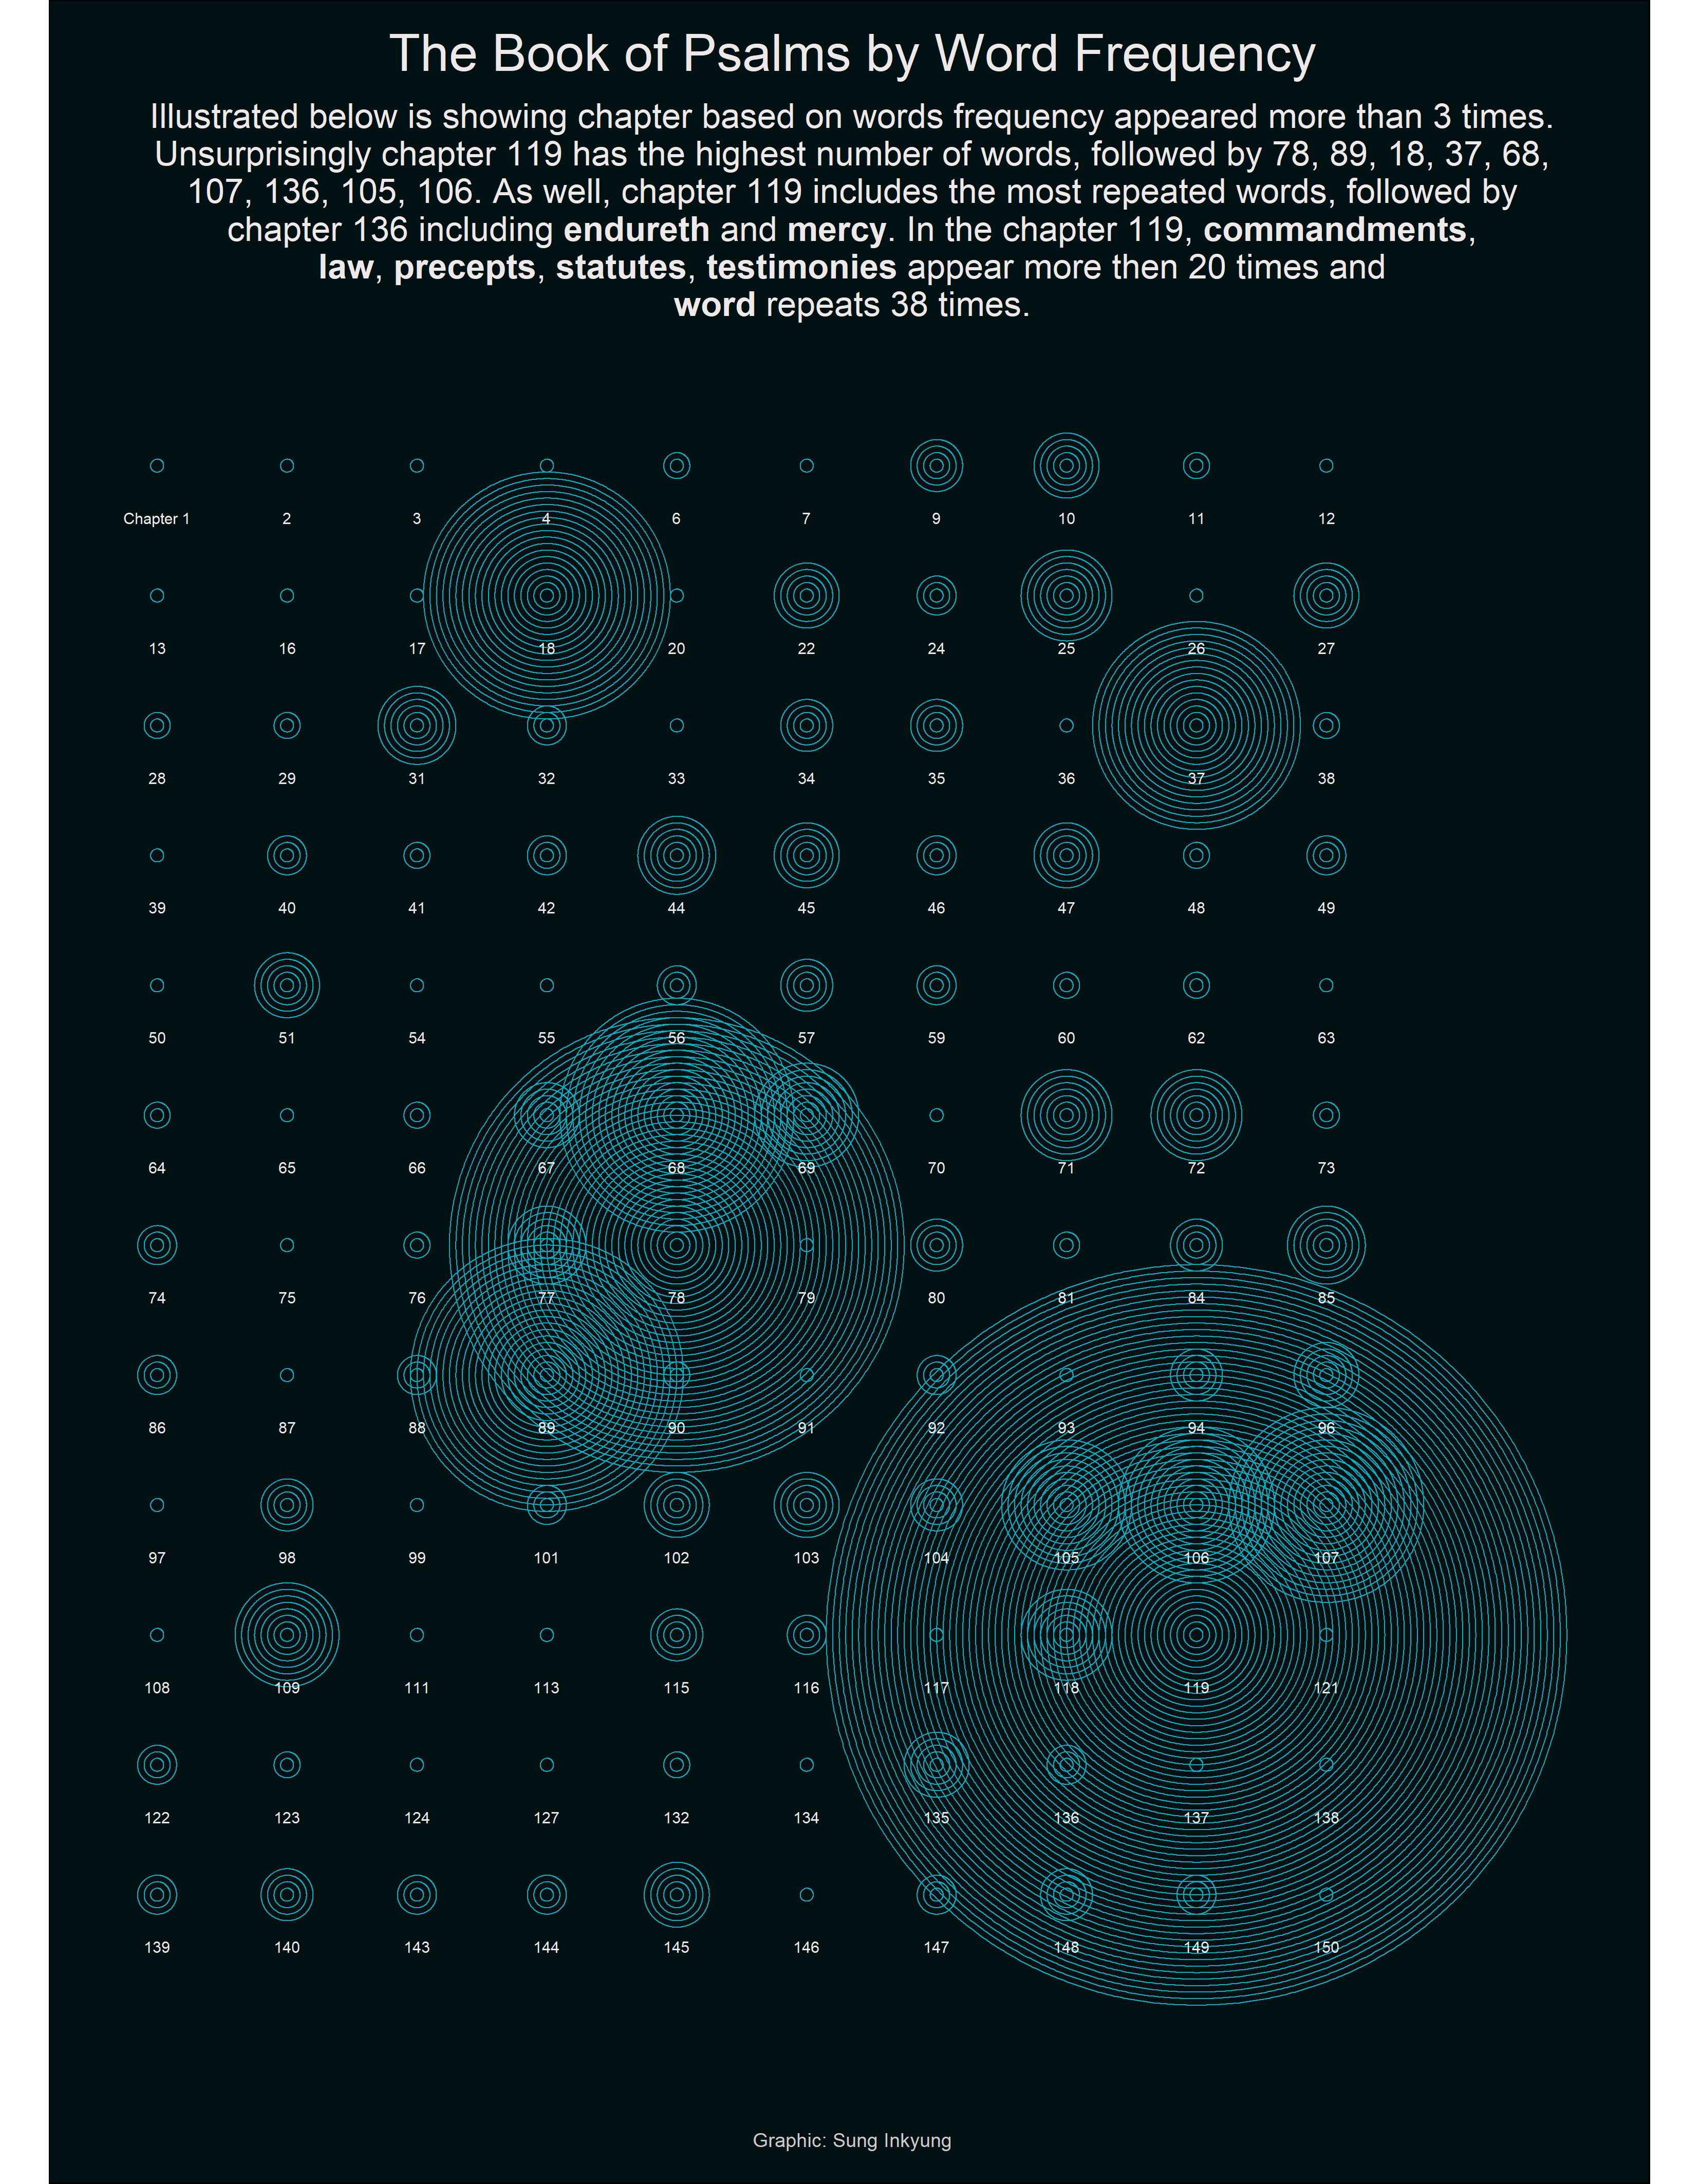 The Book of Psalms by Word Frequency
Illustrated below is showing chapter based on words frequency appeared more than 3 times.
Unsurprisingly chapter 119 has the highest number of words, followed by 78, 89, 18, 37, 68,
107, 136, 105, 106. As well, chapter 119 includes the most repeated words, followed by
chapter 136 including endureth and mercy. In the chapter 119, commandments,
law, precepts, statutes, testimonies appear more then 20 times and
word repeats 38 times.
Chapter 1 2 3 4 6 7 9 10 11 12
13 16 17 18 20 22 24 25 26 27
28 29 31 32 33 34 35 36 37 38
39 40 41 42 44 45 46 47 48 49
50 51 54 55 56 57 59 60 62 63
64 65 66 67 68 69 70 71 72 73
74 75 76 77 78 79 80 81 84 85
86 87 88 89 90 91 92 93 94 96
97 98 99 101 102 103 104 105 106 107
108 109 111 113 115 116 117 118 119 121
122 123 124 127 132 134 135 136 137 138
139 140 143 144 145 146 147 148 149 150
Graphic: Sung Inkyung